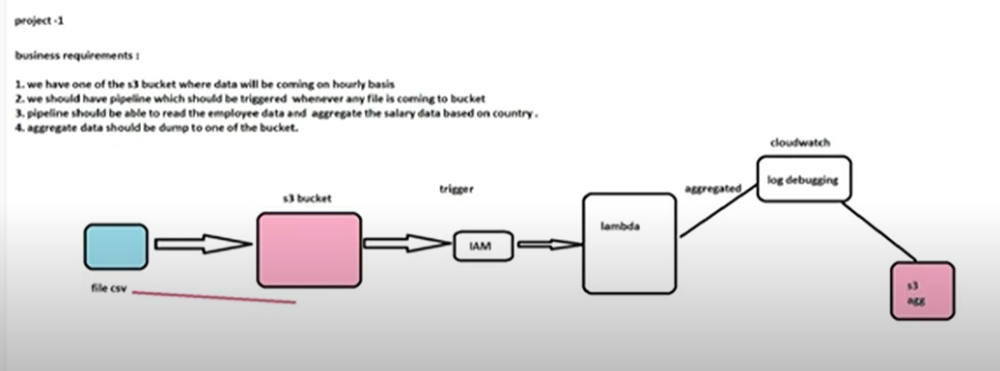 project -1
business requirements :
1. we have one of the s3 bucket where data will be coming on hourly basis
2. we should have pipeline which should be triggered whenever any file is coming to bucket
3. pipeline should be able to read the employee data and aggregate the salary data based on country .
4. aggregate data should be dump to one of the bucket.
cloudwatch
s3 bucket
trigger
aggregated
log debugging
lambda
IAM
file csv
s3
agg